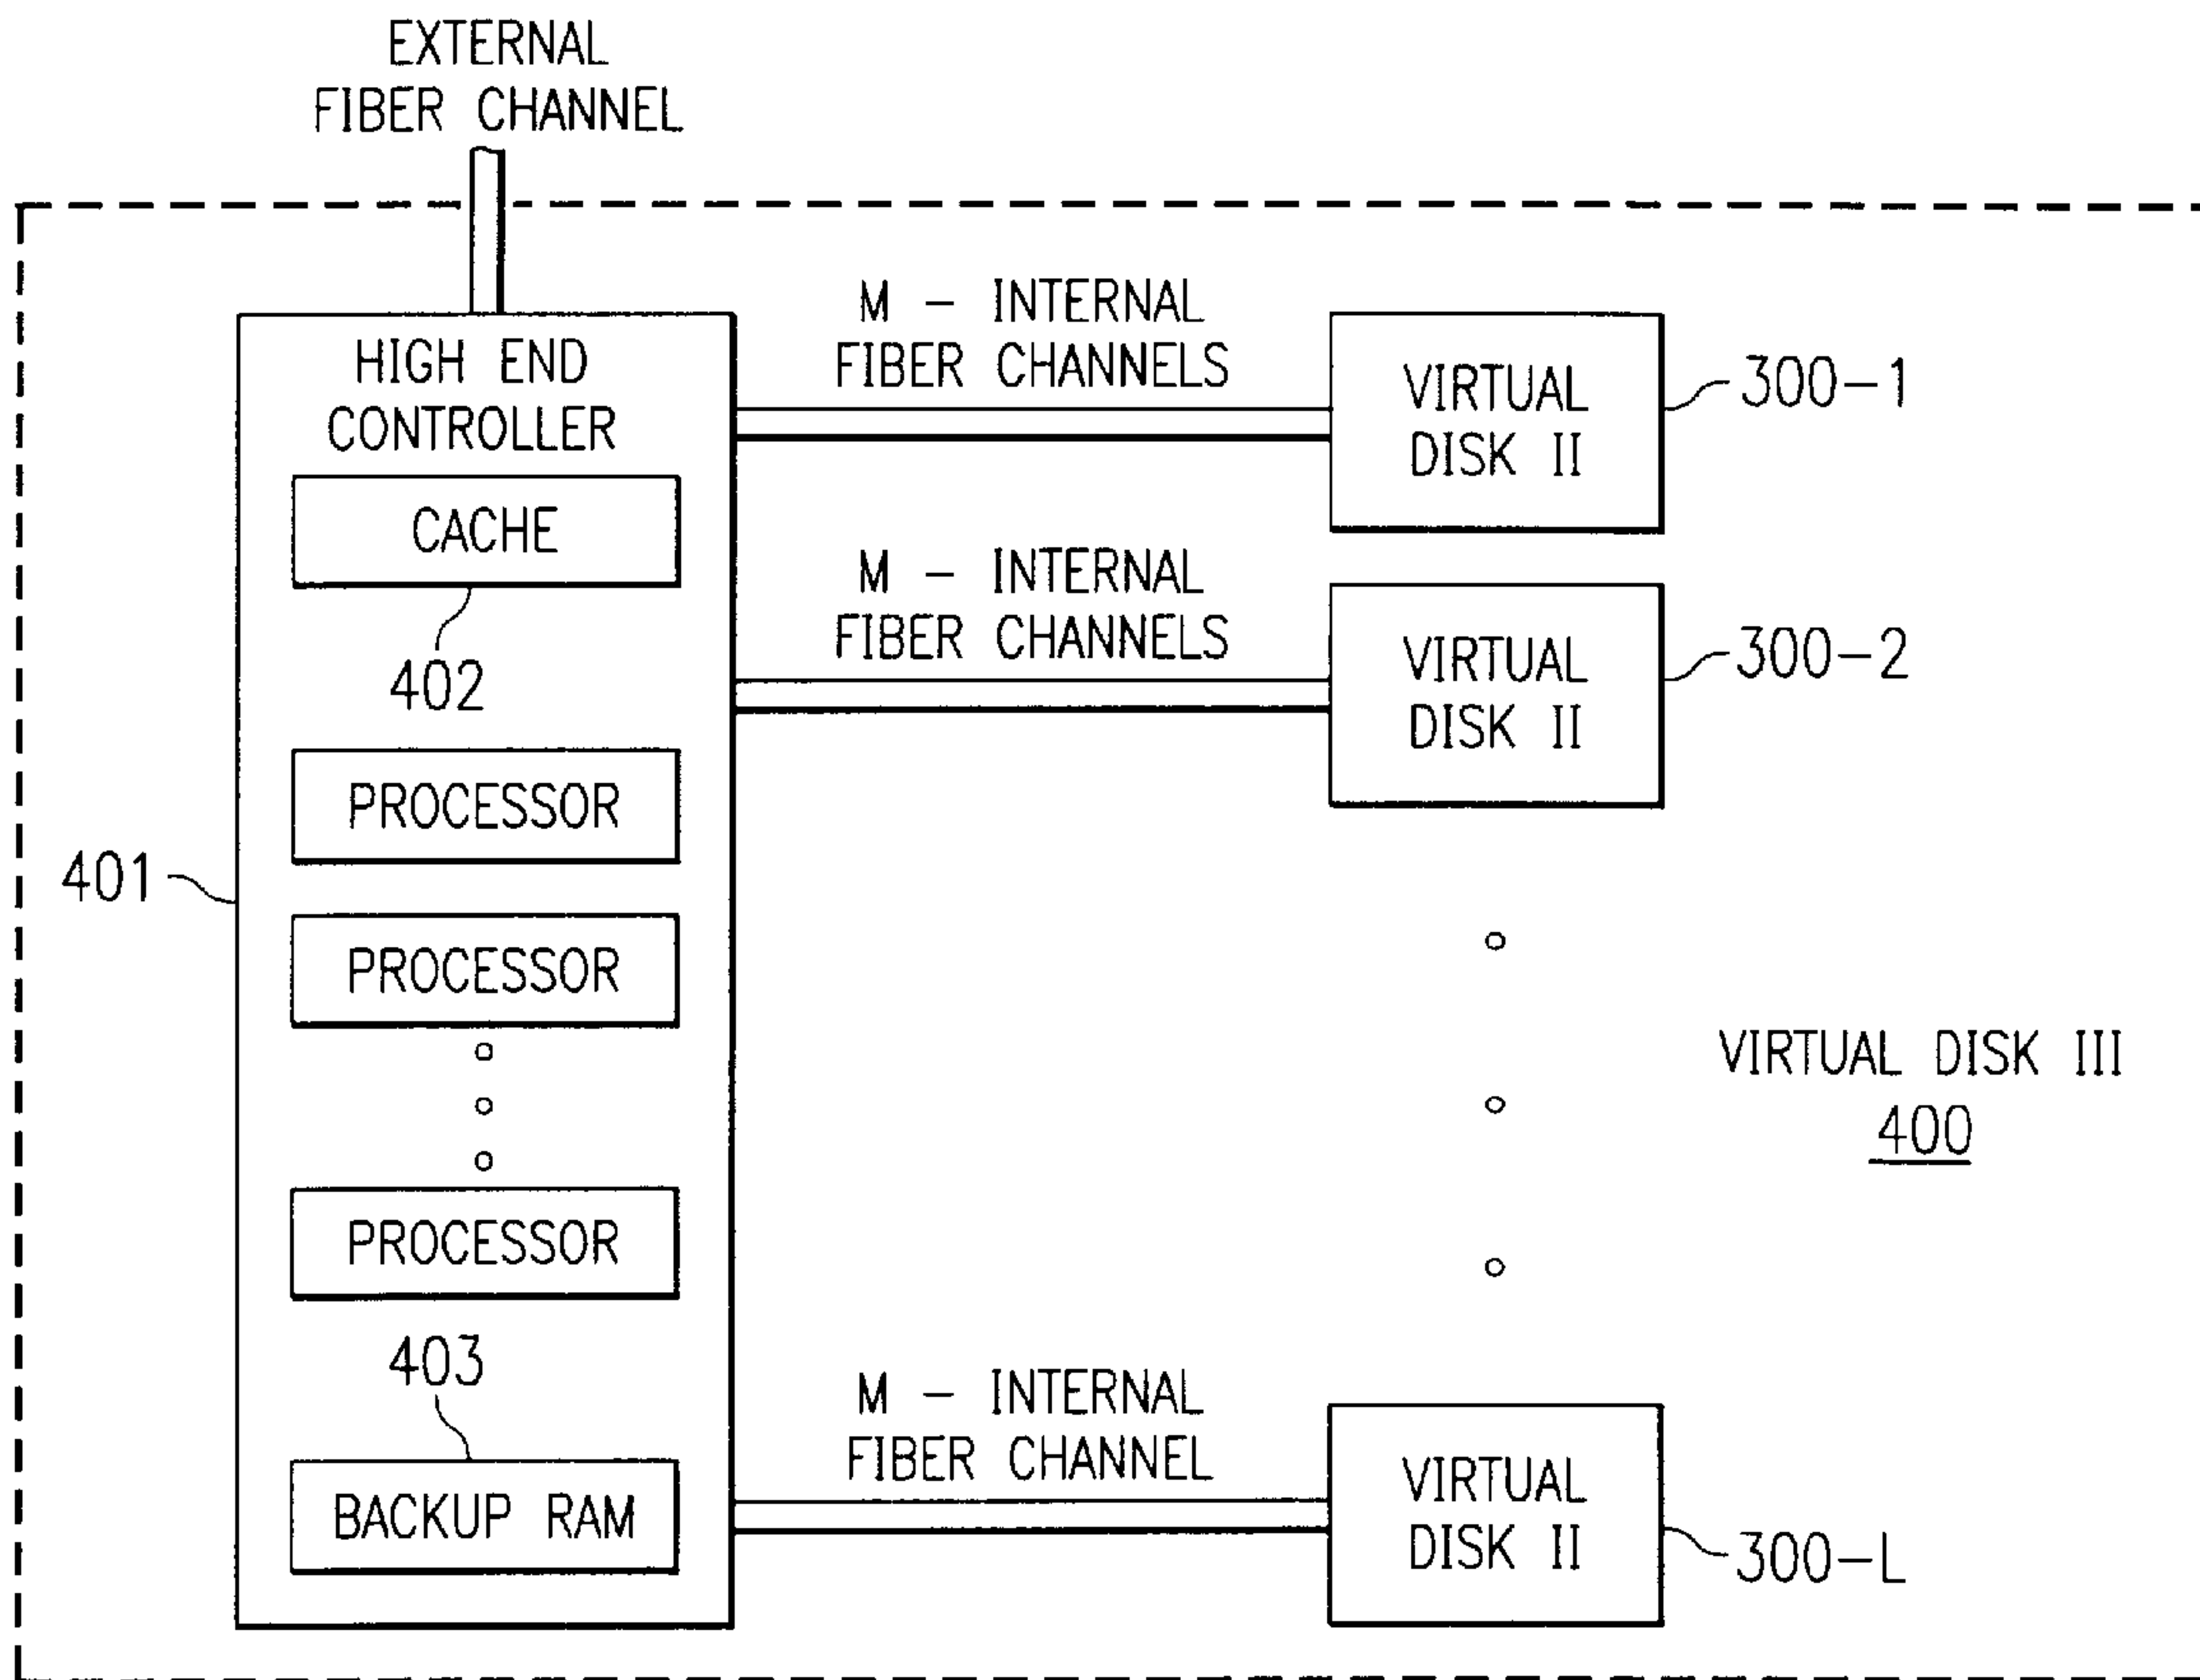 EXTERNAL
FIBER CHANNEL
HIGH END
CONTROLLER
CACHE
402
PROCESSOR
401
PROCESSOR
PROCESSOR
403
BACKUP RAM
M - INTERNAL
FIBER CHANNELS
VIRTUAL
DISK II
300-1
M - INTERNAL
FIBER CHANNELS
VIRTUAL
DISK II
300-2
VIRTUAL DISK III
400
M - INTERNAL
FIBER CHANNEL
VIRTUAL
DISK II
300-L